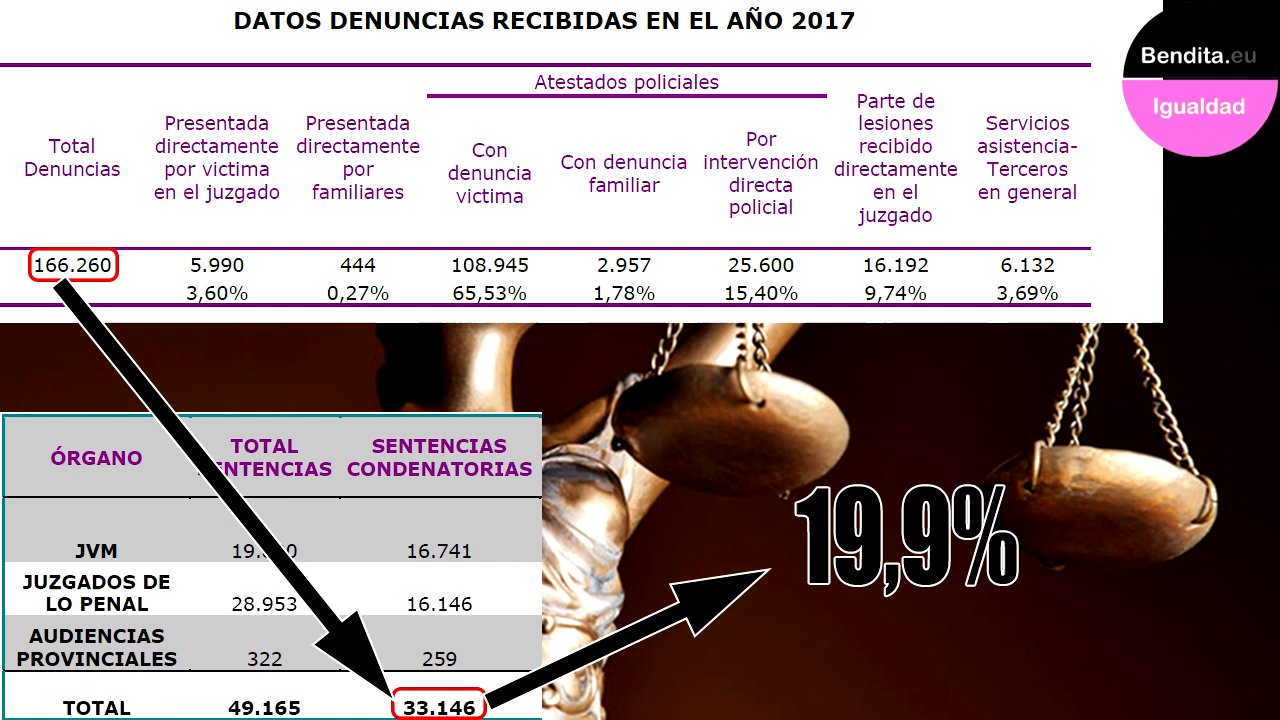 DATOS DENUNCIAS RECIBIDAS EN EL AÑO 2017
Bendita.eu
Igualdad
Atestados policiales
Total
Denuncias
Presentada
directamente
por victima
en el juzgado
Presentada
directamente
por
familiares
Con
denuncia
victima
Con denuncia
familiar
Por
intervención
directa
policial
Parte de
lesiones
recibido
directamente
en el
juzgado
Servicios
asistencia-
Terceros
en general
166.260 5.990 444 108.945 2.957 25.600 16.192 6.132
3,60% 0,27% 65,53% 1,78% 15,40% 9,74% 3,69%
ÓRGANO
TOTAL
SENTENCIAS
SENTENCIAS
CONDENATORIAS
JVM 16.741
JUZGADOS DE
LO PENAL 28.953 16.146
AUDIENCIAS
PROVINCIALES 322 259
TOTAL 49.165 33.146
19,9%